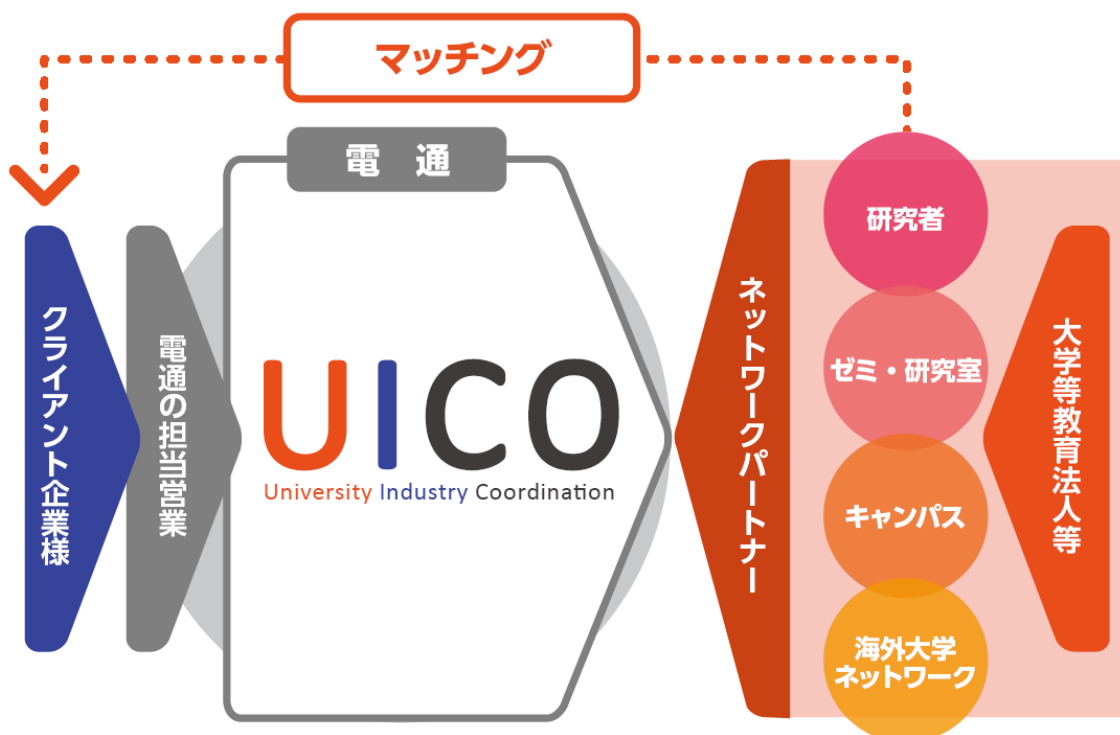 マッチング
電通
クライアント企業様
電通の担当営業
UICO
University Industry Coordination
ネットワークパートナー
研究者
ゼミ・研究室
キャンパス
海外大学
ネットワーク
大学等教育法人等